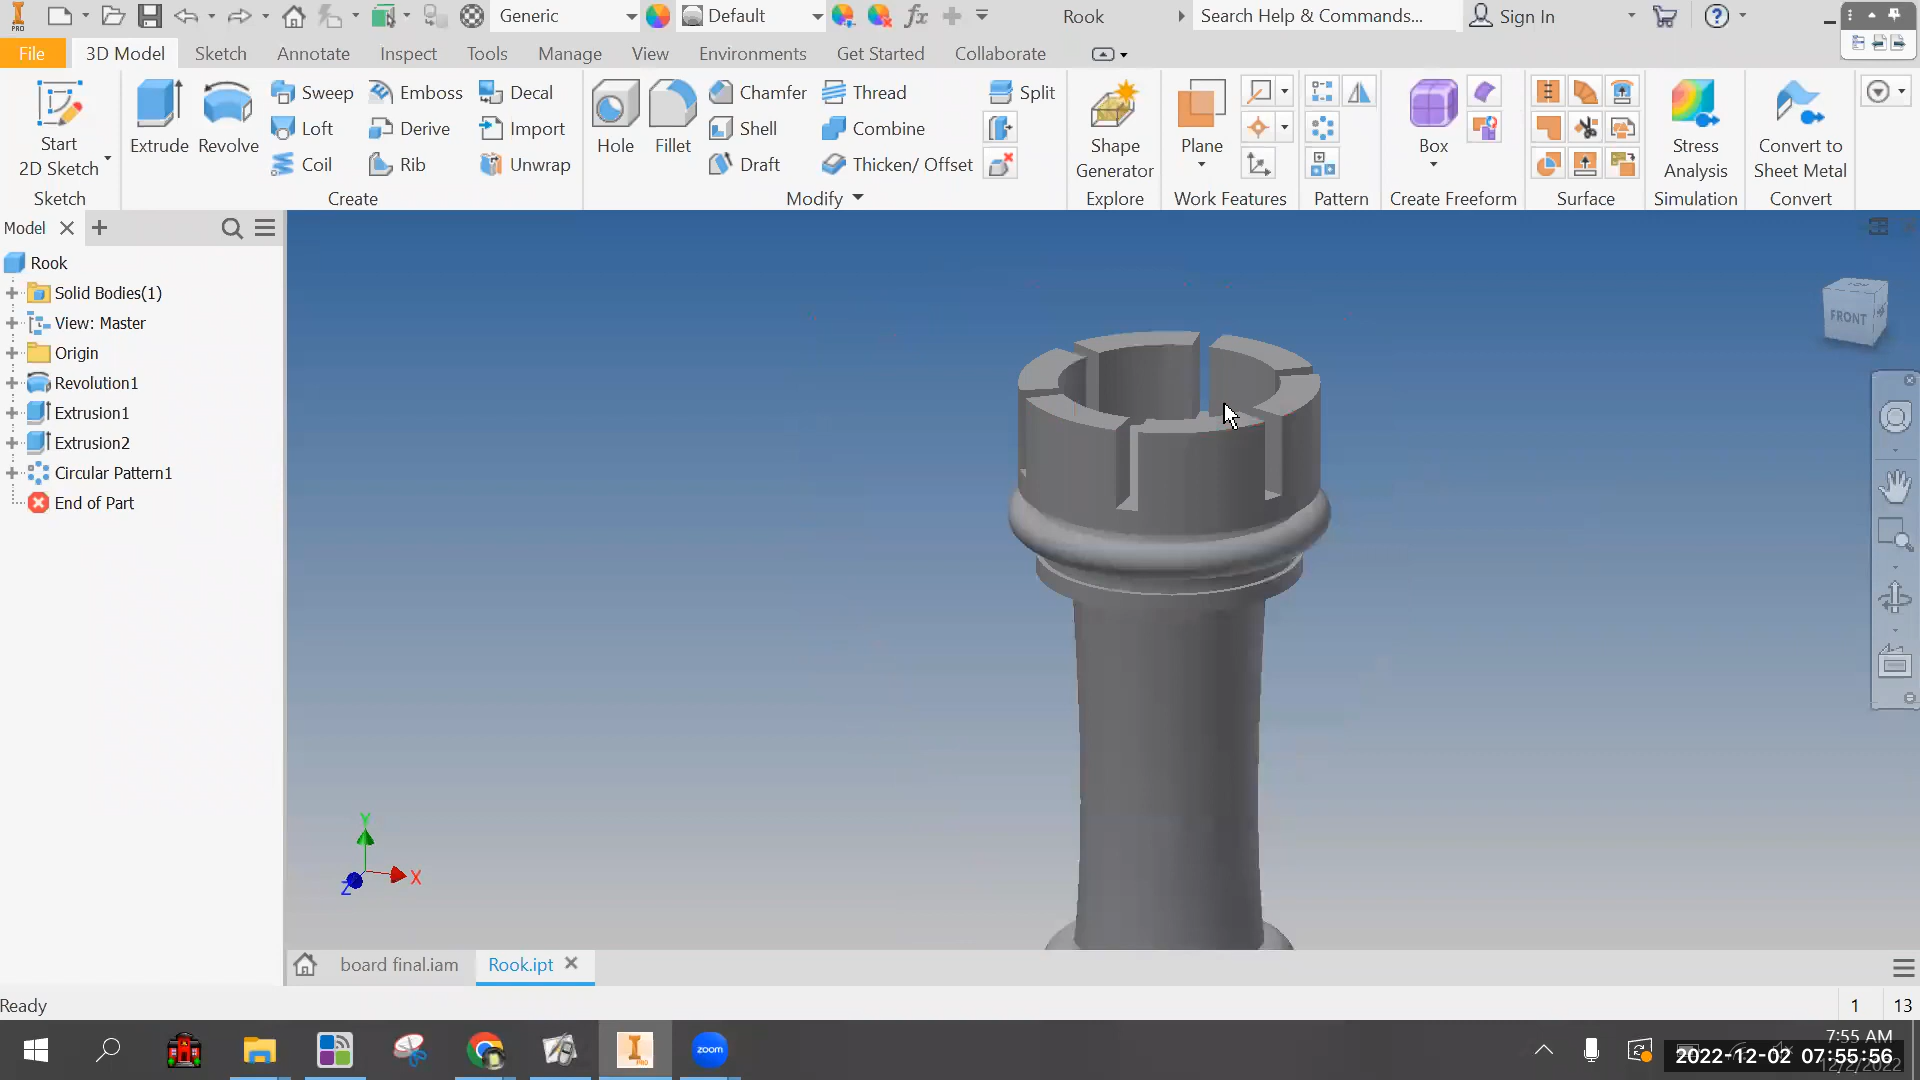 PRO
Generic
Default
fx
Rook
Search Help & Commands...
Sign In
File
3D Model
Sketch
Annotate
Inspect
Tools
Manage
View
Environments
Get Started
Collaborate
Start
2D Sketch
Sketch
Extrude
Revolve
Sweep
Loft
Coil
Emboss
Derive
Rib
Decal
Import
Unwrap
Create
Hole
Fillet
Chamfer
Shell
Draft
Thread
Combine
Thicken/ Offset
Split
Modify
Shape
Generator
Explore
Plane
Work Features
Pattern
Box
Create Freeform
Surface
Stress
Analysis
Simulation
Convert to
Sheet Metal
Convert
Model
Rook
Solid Bodies(1)
View: Master
Origin
Revolution1
Extrusion1
Extrusion2
Circular Pattern1
End of Part
TOP
FRONT
Y
X
Z
board final.iam
Rook.ipt
Ready
1
13
zoom
PRO
7:55 AM
2022-12-02 07:55:56
12/2/2022